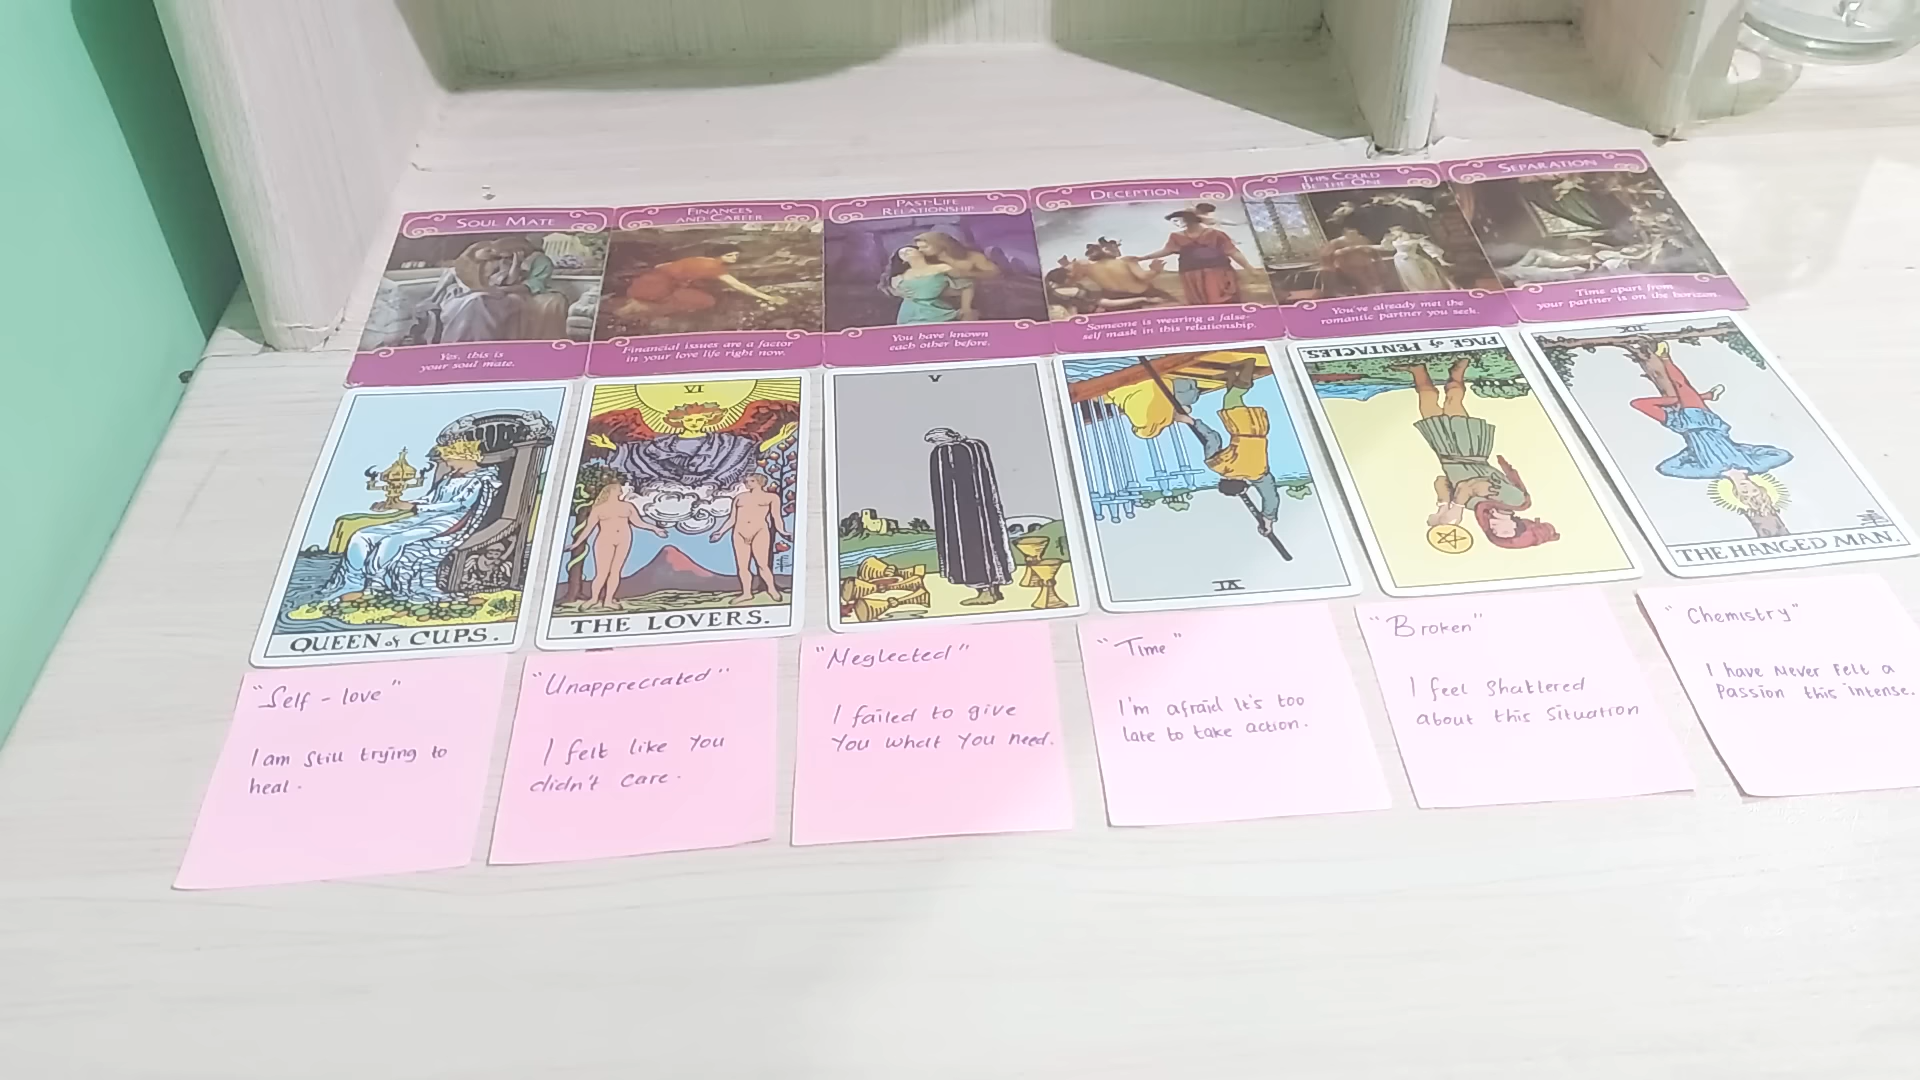 SOUL MATE
Yes, this is
your soul mate.
FINANCES
AND CAREER
Financial issues are a factor
in your love life right now.
PAST-LIFE
RELATIONSHIP
You have known
each other before.
DECEPTION
Someone is wearing a false-
self mask in this relationship.
THIS COULD
BE THE ONE
You've already met the
romantic partner you seek.
SEPARATION
Time apart from
your partner is on the horizon.
QUEEN of CUPS.
VI
THE LOVERS.
V
VI
PAGE of PENTACLES
XII
THE HANGED MAN.
"Self-love"
I am still trying to
heal.
"Unapprecrated"
I felt like you
didn't care.
"Neglected"
I failed to give
You what You need.
"Time"
I'm afraid It's too
late to take action.
"Broken"
I feel shattered
about this situation
"Chemistry"
I have Never felt a
Passion this intense.